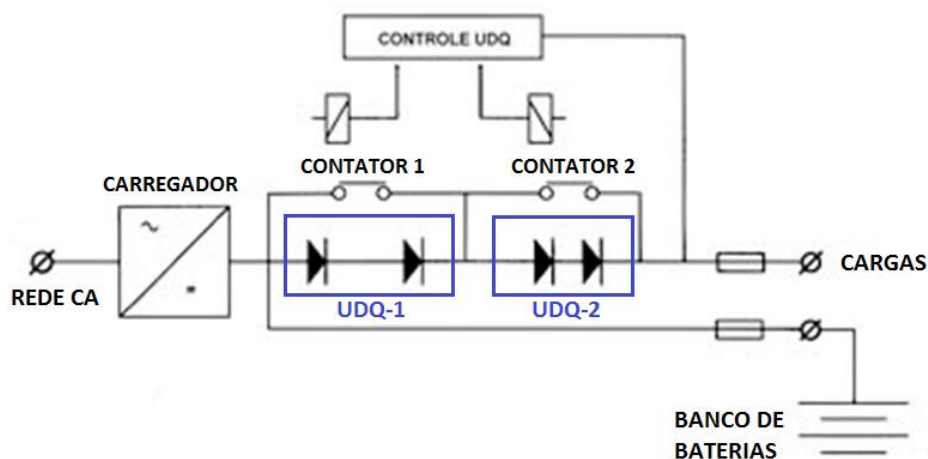 CONTROLE UDQ
CONTATOR 1
CONTATOR 2
CARREGADOR
REDE CA
UDQ-1
UDQ-2
CARGAS
BANCO DE
BATERIAS